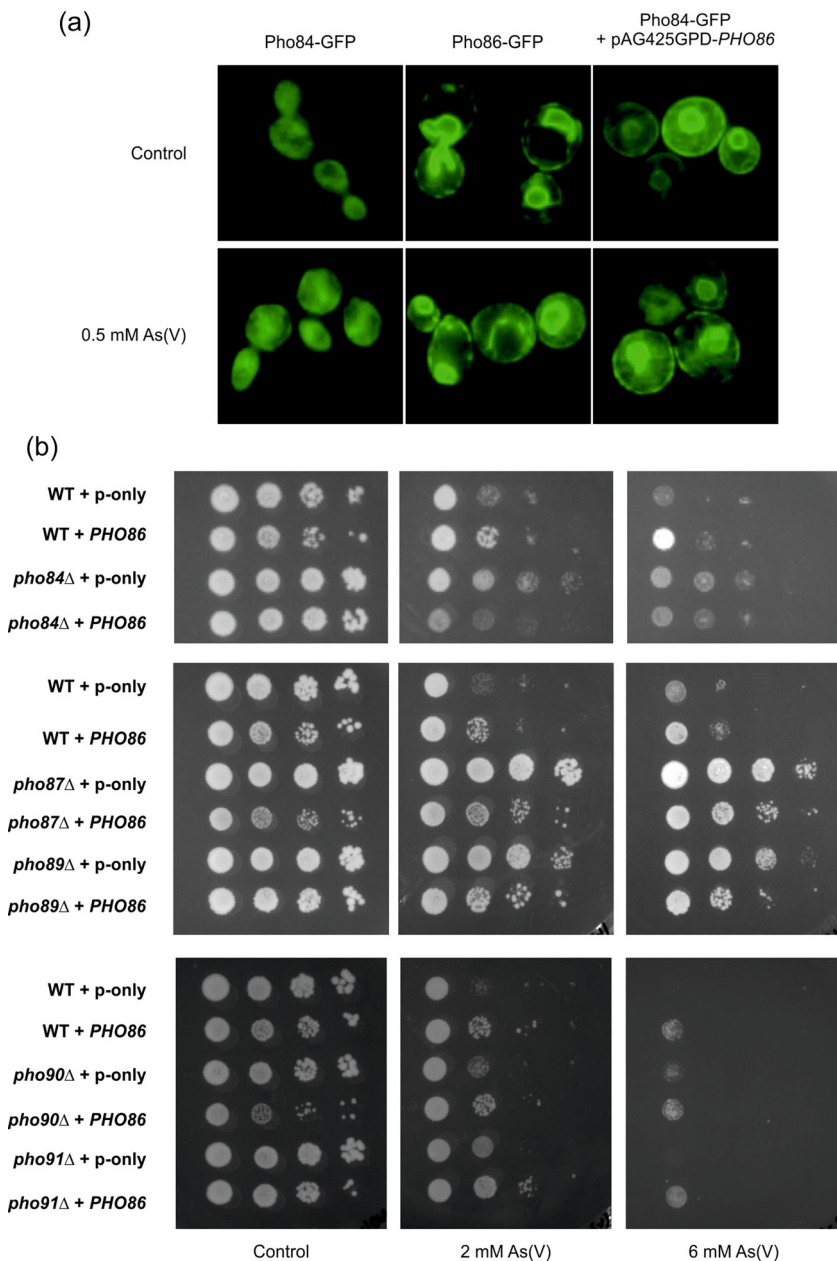 (a)
Pho84-GFP
Pho86-GFP
Pho84-GFP
+ pAG425GPD-PHO86
Control
0.5 mM As(V)
(b)
WT + p-only
WT + PHO86
pho84Δ + p-only
pho84Δ + PHO86
WT + p-only
WT + PHO86
pho87Δ + p-only
pho87Δ + PHO86
pho89Δ + p-only
pho89Δ + PHO86
WT + p-only
WT + PHO86
pho90Δ + p-only
pho90Δ + PHO86
pho91Δ + p-only
pho91Δ + PHO86
Control
2 mM As(V)
6 mM As(V)